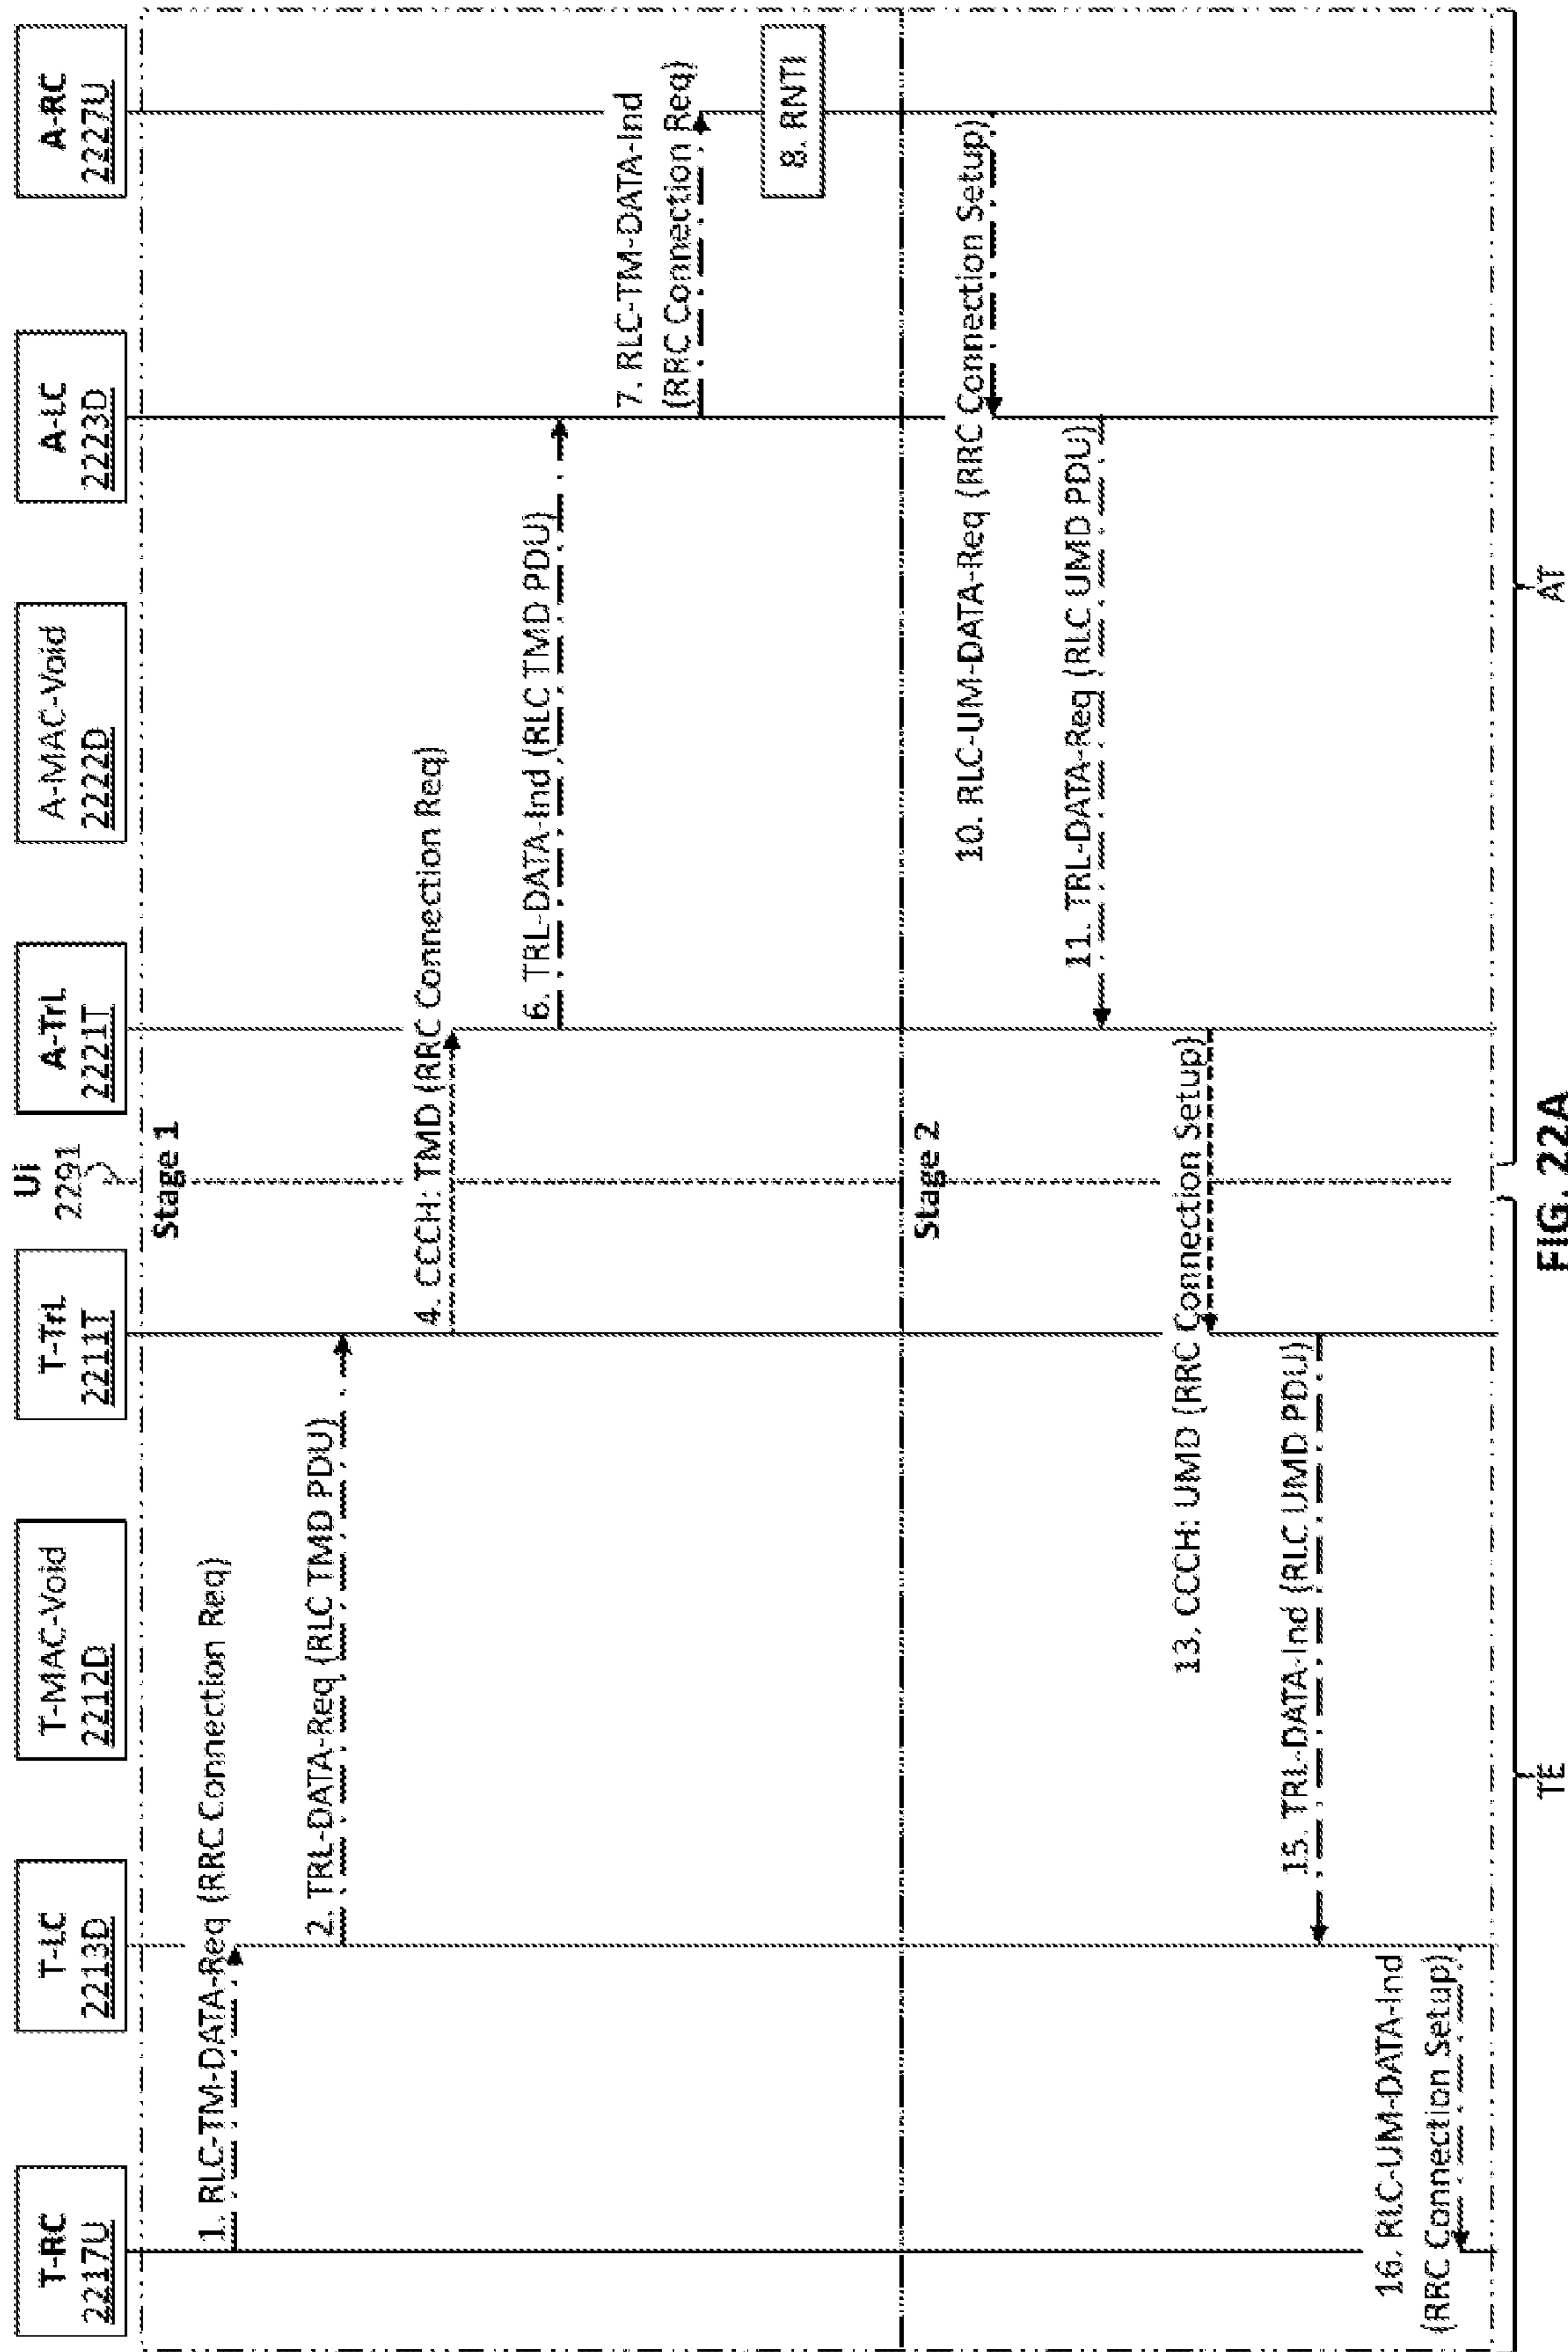 T-RC
2217U
T-LC
2213D
T-MAC-Void
2212D
T-TrL
2211T
Ui
2291
A-TrL
2221T
A-MAC-Void
2222D
A-LC
2223D
A-RC
2227U
Stage 1
1. RLC-TM-DATA-Req (RRC Connection Req)
2. TRL-DATA-Req (RLC TMD PDU)
4. CCCH: TMD (RRC Connection Req)
6. TRL-DATA-Ind (RLC TMD PDU)
7. RLC-TM-DATA-Ind
(RRC Connection Req)
8. RNTI
Stage 2
10. RLC-UM-DATA-Req (RRC Connection Setup)
11. TRL-DATA-Req (RLC UMD PDU)
13. CCCH: UMD (RRC Connection Setup)
15. TRL-DATA-Ind (RLC UMD PDU)
16. RLC-UM-DATA-Ind
(RRC Connection Setup)
TE
AT
FIG. 22A